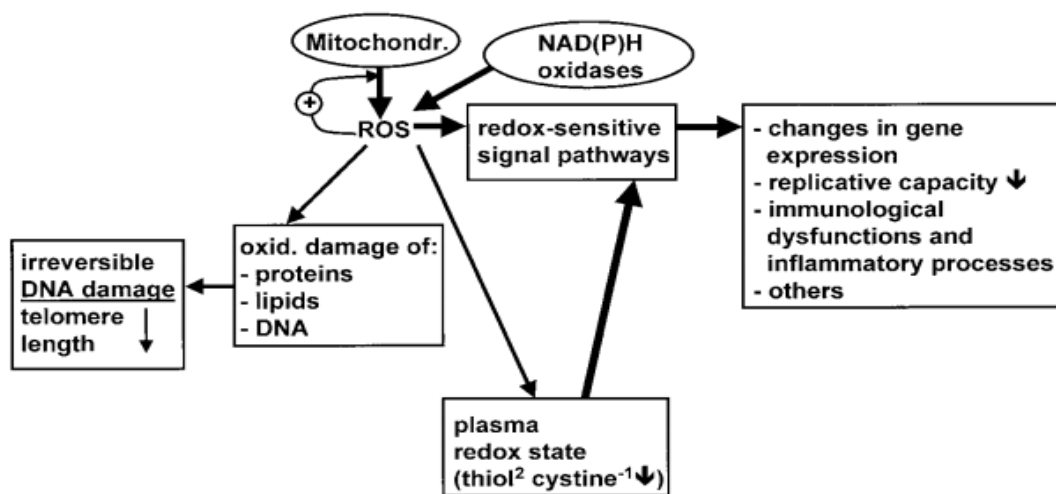 Mitochondr.
NAD(P)H
oxidases
+
ROS
redox-sensitive
signal pathways
- changes in gene
expression
- replicative capacity 🡻
- immunological
dysfunctions and
inflammatory processes
- others
oxid. damage of:
- proteins
- lipids
- DNA
irreversible
DNA damage
telomere
length ↓
plasma
redox state
(thiol² cystine⁻¹🡻)